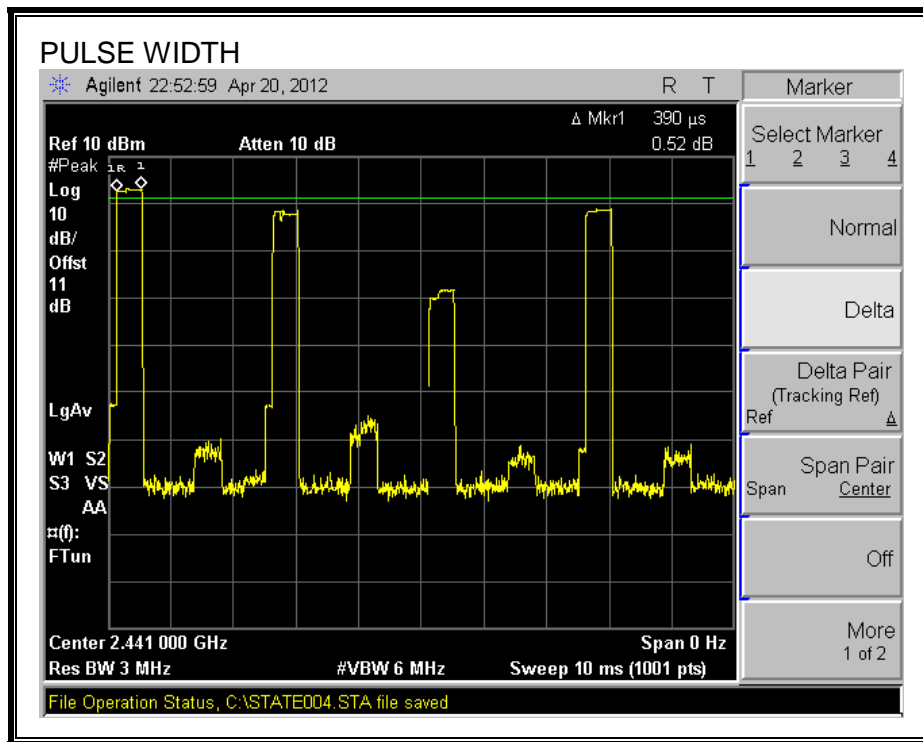 PULSE WIDTH
Agilent 22:52:59 Apr 20, 2012 R T
Δ Mkr1 390 μs
Ref 10 dBm Atten 10 dB 0.52 dB
#Peak
1R 1
Log
10
dB/
Offst
11
dB
LgAv
W1 S2
S3 VS
AA
¤(f):
FTun
Center 2.441 000 GHz Span 0 Hz
Res BW 3 MHz #VBW 6 MHz Sweep 10 ms (1001 pts)
File Operation Status, C:\STATE004.STA file saved
Marker
Select Marker
1 2 3 4
Normal
Delta
Delta Pair
(Tracking Ref)
Ref Δ
Span Pair
Span Center
Off
More
1 of 2